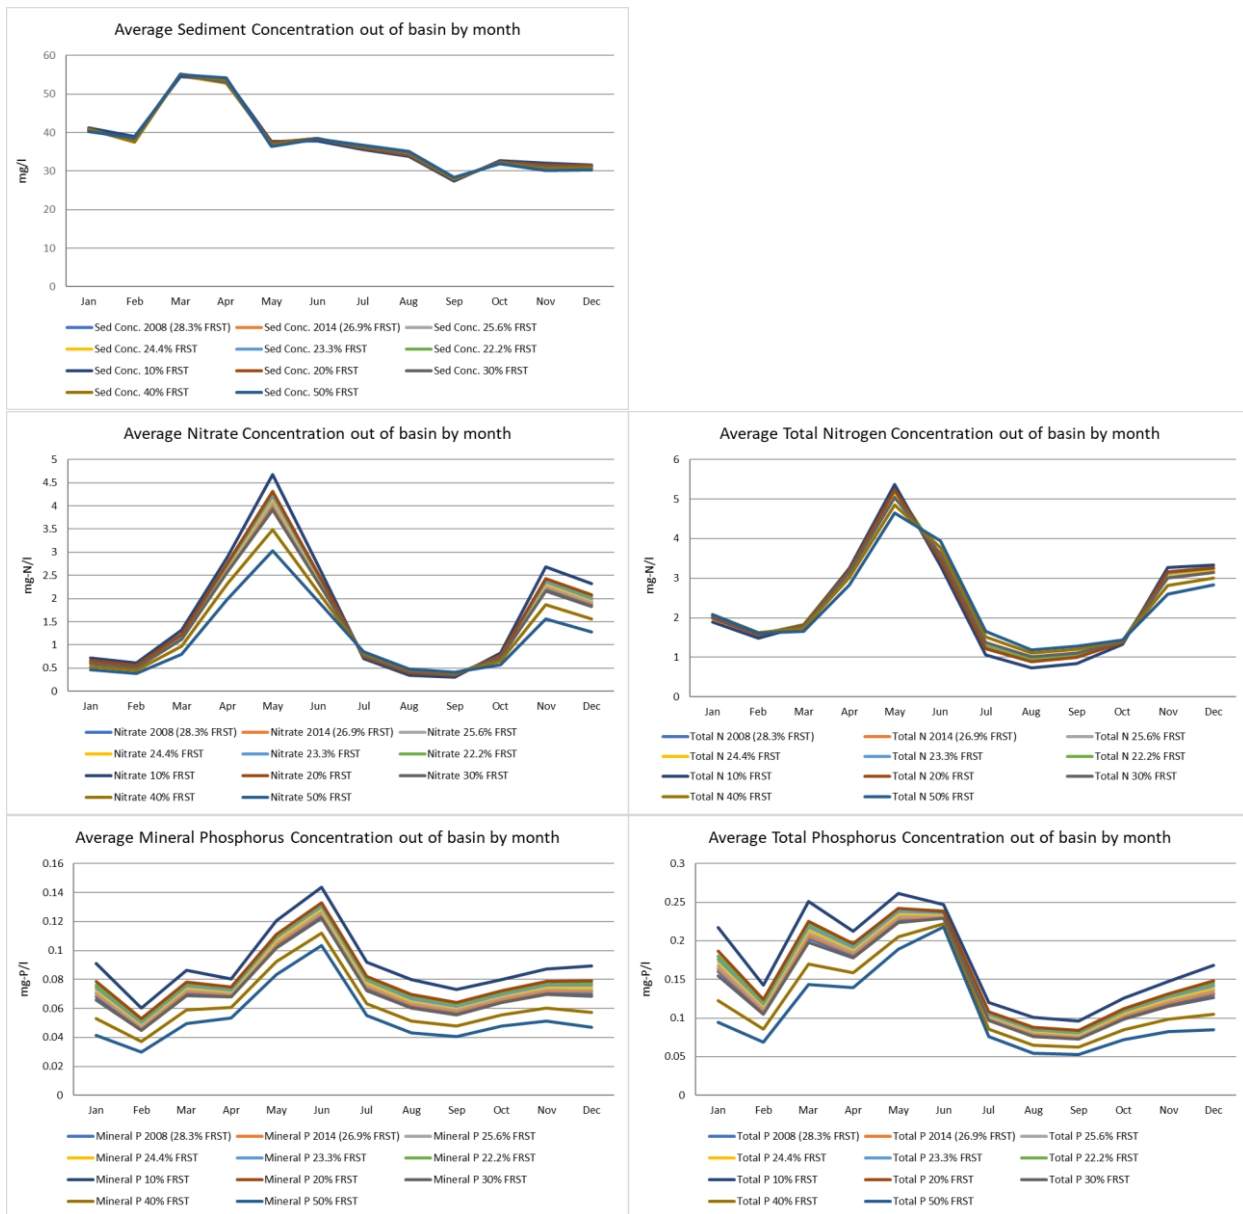 Average Sediment Concentration out of basin by month
60
50
40
30
20
10
0
mg/l
Jan Feb Mar Apr May Jun Jul Aug Sep Oct Nov Dec
Sed Conc. 2008 (28.3% FRST) Sed Conc. 2014 (26.9% FRST) Sed Conc. 25.6% FRST
Sed Conc. 24.4% FRST Sed Conc. 23.3% FRST Sed Conc. 22.2% FRST
Sed Conc. 10% FRST Sed Conc. 20% FRST Sed Conc. 30% FRST
Sed Conc. 40% FRST Sed Conc. 50% FRST
Average Nitrate Concentration out of basin by month
5
4.5
4
3.5
3
2.5
2
1.5
1
0.5
0
mg-N/l
Jan Feb Mar Apr May Jun Jul Aug Sep Oct Nov Dec
Nitrate 2008 (28.3% FRST) Nitrate 2014 (26.9% FRST) Nitrate 25.6% FRST
Nitrate 24.4% FRST Nitrate 23.3% FRST Nitrate 22.2% FRST
Nitrate 10% FRST Nitrate 20% FRST Nitrate 30% FRST
Nitrate 40% FRST Nitrate 50% FRST
Average Total Nitrogen Concentration out of basin by month
6
5
4
3
2
1
0
mg-N/l
Jan Feb Mar Apr May Jun Jul Aug Sep Oct Nov Dec
Total N 2008 (28.3% FRST) Total N 2014 (26.9% FRST) Total N 25.6% FRST
Total N 24.4% FRST Total N 23.3% FRST Total N 22.2% FRST
Total N 10% FRST Total N 20% FRST Total N 30% FRST
Total N 40% FRST Total N 50% FRST
Average Mineral Phosphorus Concentration out of basin by month
0.16
0.14
0.12
0.1
0.08
0.06
0.04
0.02
0
mg-P/l
Jan Feb Mar Apr May Jun Jul Aug Sep Oct Nov Dec
Mineral P 2008 (28.3% FRST) Mineral P 2014 (26.9% FRST) Mineral P 25.6% FRST
Mineral P 24.4% FRST Mineral P 23.3% FRST Mineral P 22.2% FRST
Mineral P 10% FRST Mineral P 20% FRST Mineral P 30% FRST
Mineral P 40% FRST Mineral P 50% FRST
Average Total Phosphorus Concentration out of basin by month
0.3
0.25
0.2
0.15
0.1
0.05
0
mg-P/l
Jan Feb Mar Apr May Jun Jul Aug Sep Oct Nov Dec
Total P 2008 (28.3% FRST) Total P 2014 (26.9% FRST) Total P 25.6% FRST
Total P 24.4% FRST Total P 23.3% FRST Total P 22.2% FRST
Total P 10% FRST Total P 20% FRST Total P 30% FRST
Total P 40% FRST Total P 50% FRST